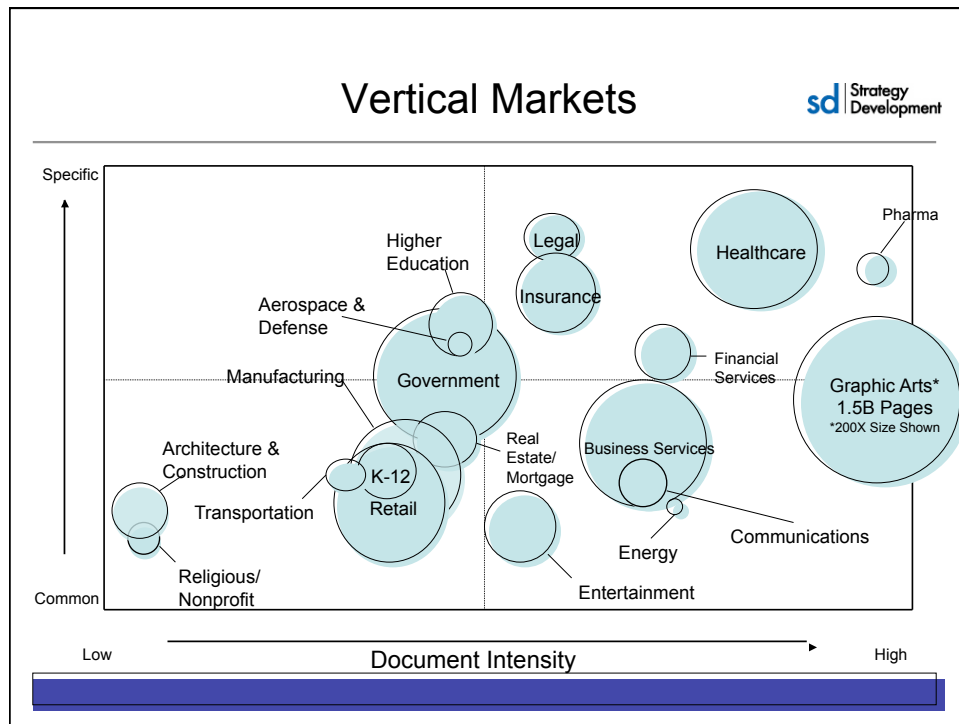 Vertical Markets
sd | Strategy
Development
Specific
Pharma
Higher
Education
Legal
Healthcare
Aerospace &
Defense
Insurance
Manufacturing
Government
Financial
Services
Graphic Arts*
1.5B Pages
*200X Size Shown
Architecture &
Construction
Real
Estate/
Mortgage
Business Services
K-12
Retail
Transportation
Communications
Energy
Religious/
Nonprofit
Entertainment
Common
Low
Document Intensity
High